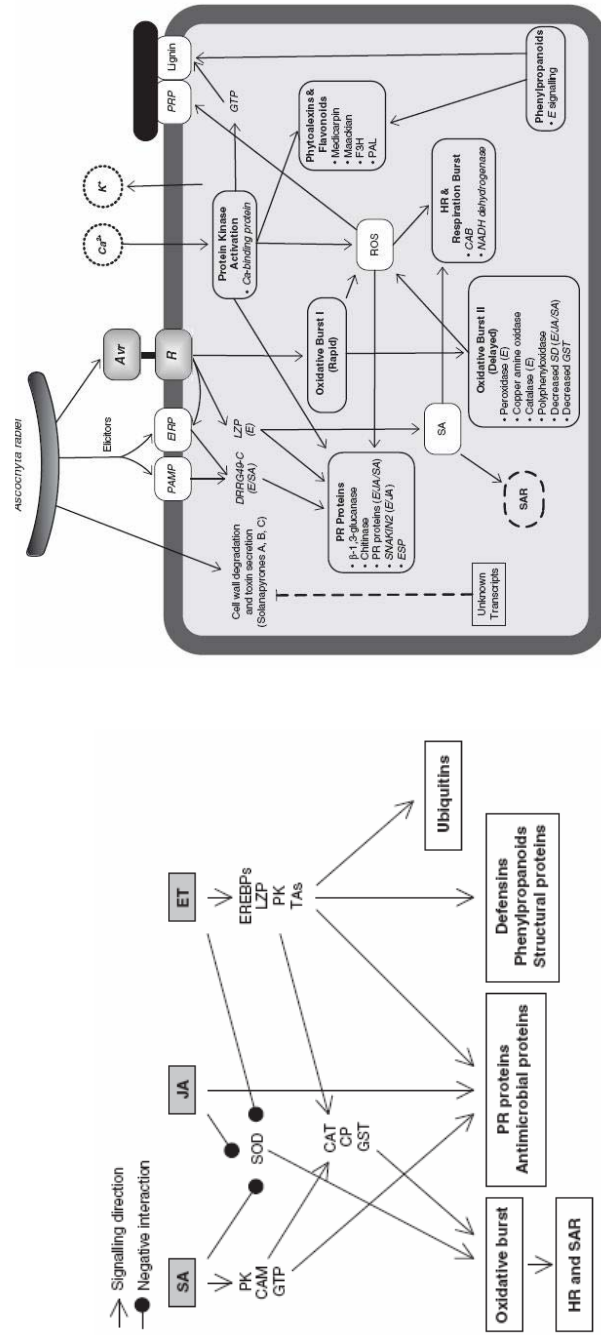 Signalling direction
Negative interaction
SA
JA
ET
PK
CAM
GTP
SOD
EREBPs
LZP
PK
TAs
CAT
CP
GST
Oxidative burst
HR and SAR
PR proteins
Antimicrobial proteins
Defensins
Phenylpropanoids
Structural proteins
Ubiquitins
Ascochyta rabiei
Elicitors
Avr
Ca²⁺
K⁺
PAMP
EIRP
R
PRP
Lignin
Cell wall degradation
and toxin secretion
(Solanapyrones A, B, C)
DRRG49-C
(E/SA)
LZP
(E)
Protein Kinase
Activation
• Ca-binding protein
GTP
Oxidative Burst I
(Rapid)
Phytoalexins &
Flavonoids
• Medicarpin
• Maaokian
• F3H
• PAL
PR Proteins
• β-1,3-glucanase
• Chitinase
• PR proteins (E/JA/SA)
• SNAKIN2 (E/JA)
• ESP
ROS
SA
HR &
Respiration Burst
• CAB
• NADH dehydrogenase
Unknown
Transcripts
SAR
Oxidative Burst II
(Delayed)
• Peroxidase (E)
• Copper amine oxidase
• Catalase (E)
• Polyphenyloxidase
• Decreased SD (E/JA/SA)
• Decreased GST
Phenylpropanoids
• E signalling